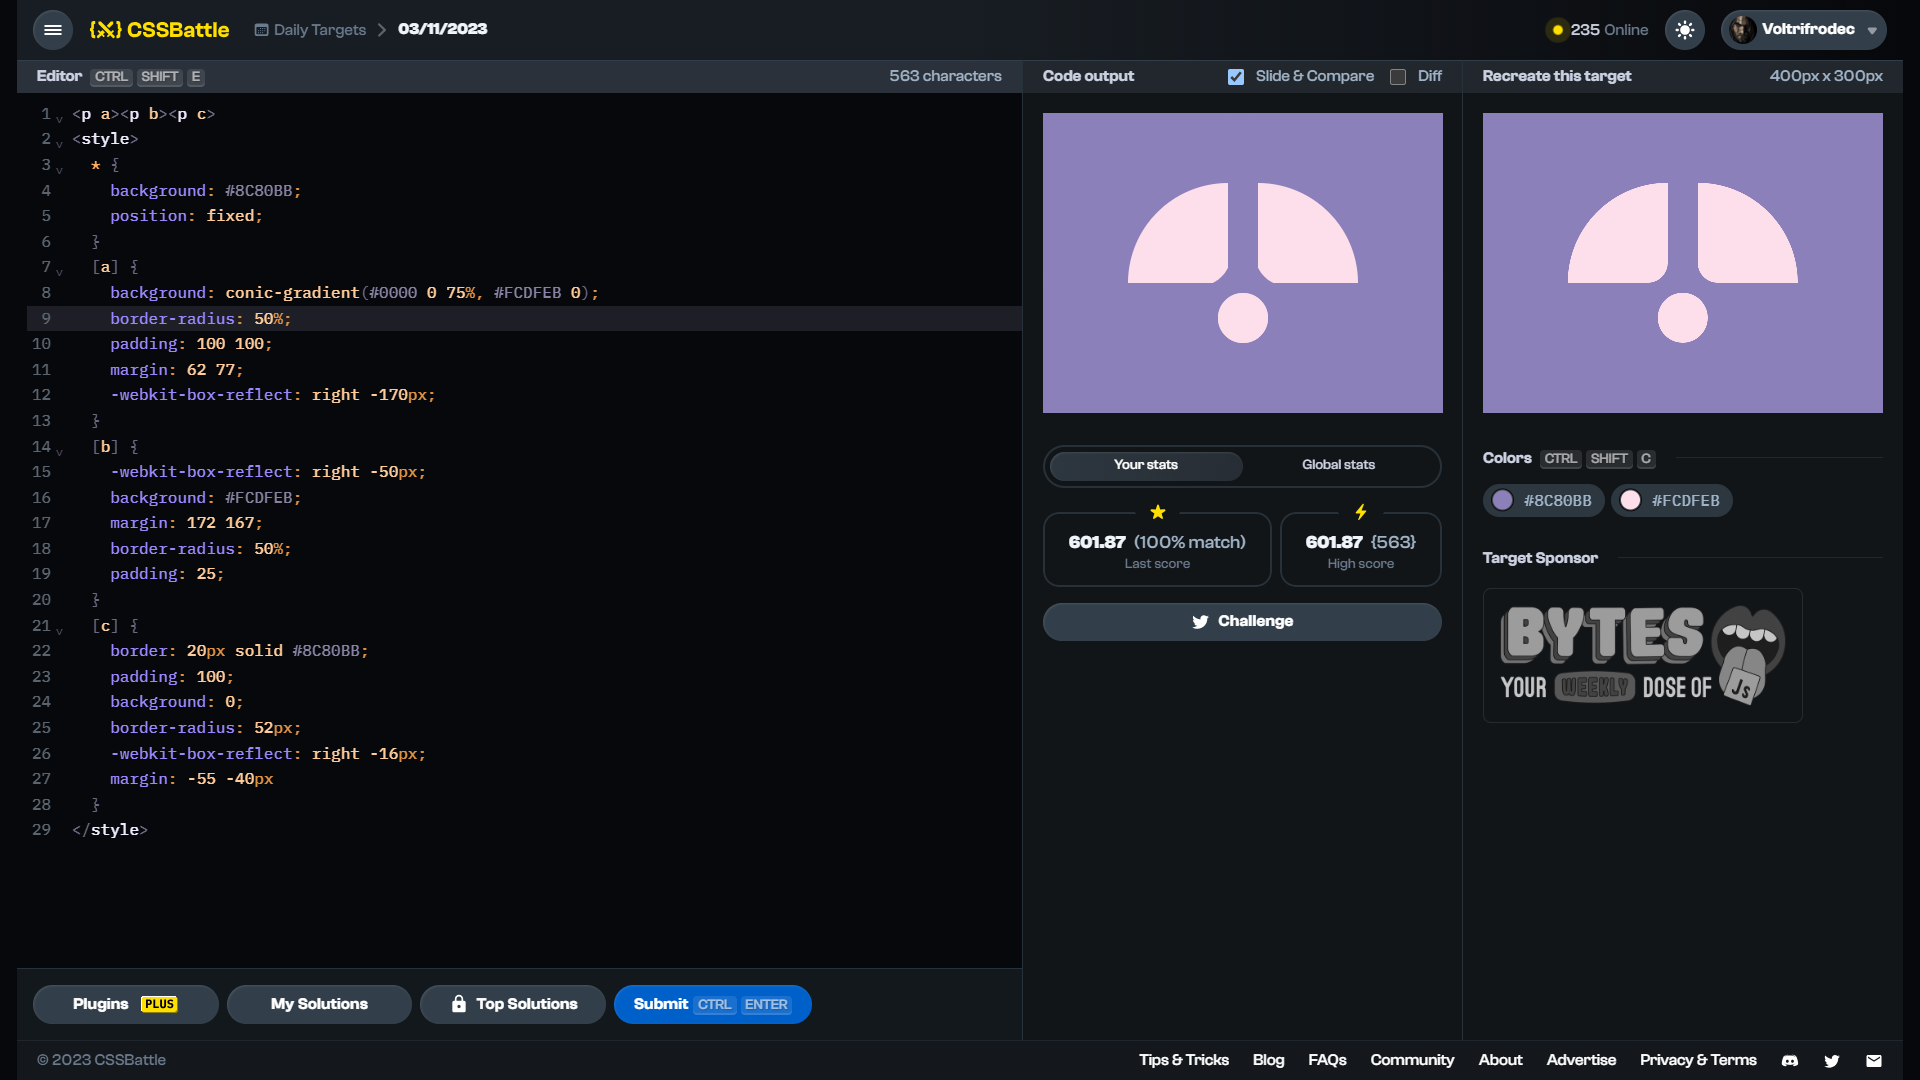 CSSBattle
Daily Targets
03/11/2023
235 Online
Voltrifrodec
Editor CTRL SHIFT E
563 characters
1 <p a><p b><p c>
2 <style>
3 * {
4 background: #8C80BB;
5 position: fixed;
6 }
7 [a] {
8 background: conic-gradient(#0000 0 75%, #FCDFEB 0);
9 border-radius: 50%;
10 padding: 100 100;
11 margin: 62 77;
12 -webkit-box-reflect: right -170px;
13 }
14 [b] {
15 -webkit-box-reflect: right -50px;
16 background: #FCDFEB;
17 margin: 172 167;
18 border-radius: 50%;
19 padding: 25;
20 }
21 [c] {
22 border: 20px solid #8C80BB;
23 padding: 100;
24 background: 0;
25 border-radius: 52px;
26 -webkit-box-reflect: right -16px;
27 margin: -55 -40px
28 }
29 </style>
Plugins PLUS
My Solutions
Top Solutions
Submit CTRL ENTER
Code output
Slide & Compare
Diff
Your stats
Global stats
601.87 (100% match)
Last score
601.87 {563}
High score
Challenge
Recreate this target
400px x 300px
Colors CTRL SHIFT C
#8C80BB
#FCDFEB
Target Sponsor
BYTES
YOUR WEEKLY DOSE OF JS
© 2023 CSSBattle
Tips & Tricks
Blog
FAQs
Community
About
Advertise
Privacy & Terms